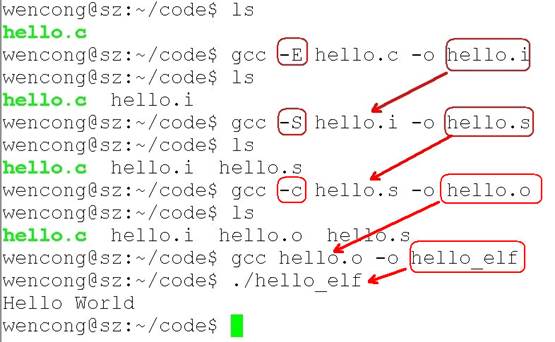 wencong@sz:~/code$ ls
hello.c
wencong@sz:~/code$ gcc -E hello.c -o hello.i
wencong@sz:~/code$ ls
hello.c  hello.i
wencong@sz:~/code$ gcc -S hello.i -o hello.s
wencong@sz:~/code$ ls
hello.c  hello.i  hello.s
wencong@sz:~/code$ gcc -c hello.s -o hello.o
wencong@sz:~/code$ ls
hello.c  hello.i  hello.o  hello.s
wencong@sz:~/code$ gcc hello.o -o hello_elf
wencong@sz:~/code$ ./hello_elf
Hello World
wencong@sz:~/code$